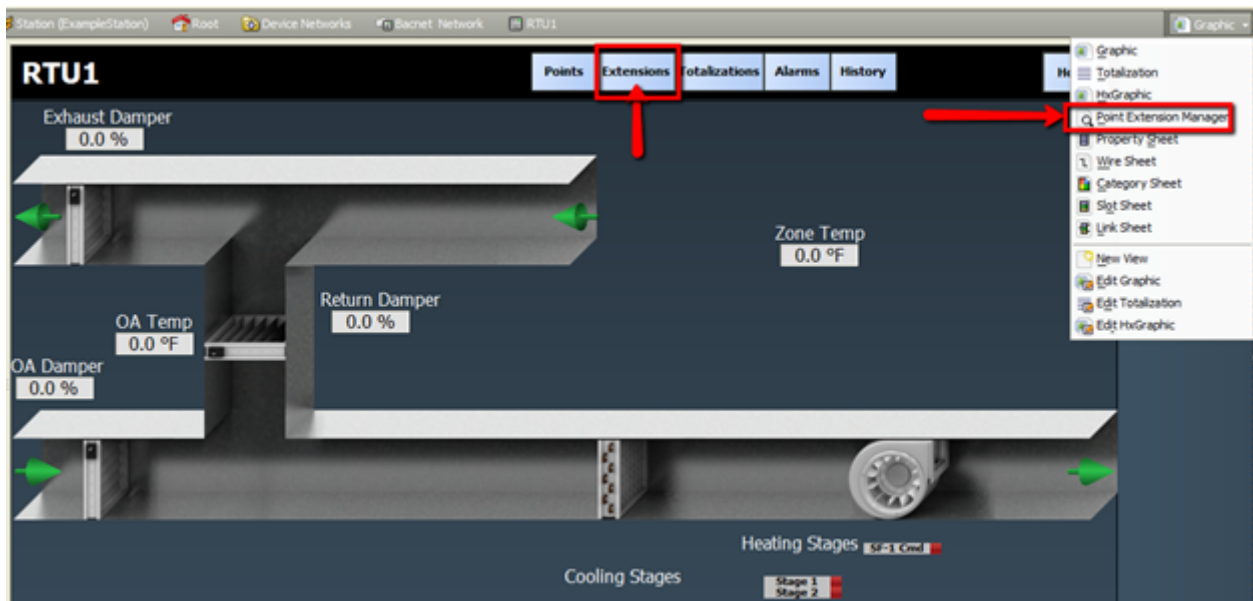 Station (ExampleStation) Root Device Networks Bacnet Network RTU1 Graphic
RTU1
Points Extensions Totalizations Alarms History
Graphic
Totalization
HxGraphic
Point Extension Manager
Property Sheet
Wire Sheet
Category Sheet
Slot Sheet
Link Sheet
New View
Edit Graphic
Edit Totalization
Edit HxGraphic
Exhaust Damper
0.0 %
Zone Temp
0.0 °F
Return Damper
0.0 %
OA Temp
0.0 °F
OA Damper
0.0 %
Heating Stages SF-1 Cmd
Cooling Stages Stage 1
Stage 2